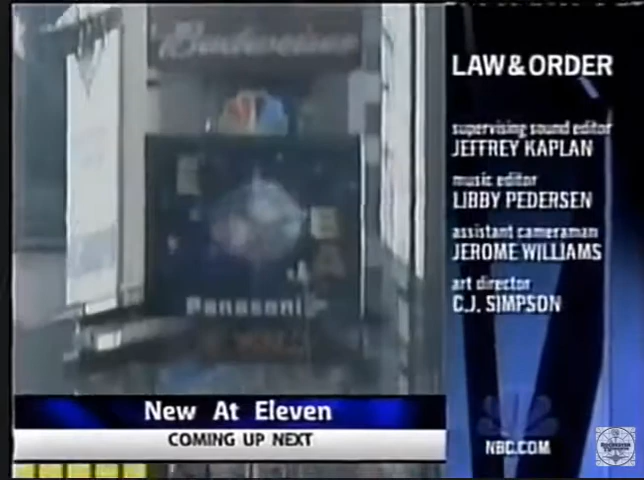 Budweiser
Panasonic
LAW & ORDER
supervising sound editor
JEFFREY KAPLAN
music editor
LIBBY PEDERSEN
assistant cameraman
JEROME WILLIAMS
art director
C.J. SIMPSON
New At Eleven
COMING UP NEXT
NBC.COM